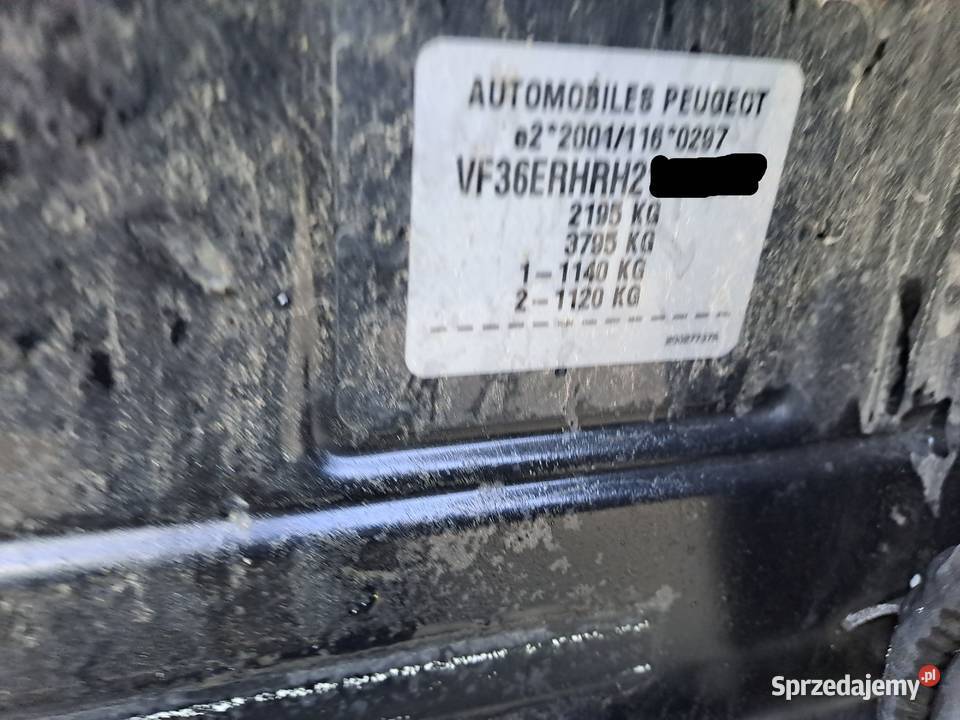 AUTOMOBILES PEUGEOT
e2*2001/116*0297
VF36ERHRH2
2195 KG
3795 KG
1-1140 KG
2-1120 KG
Sprzedajemy.pl